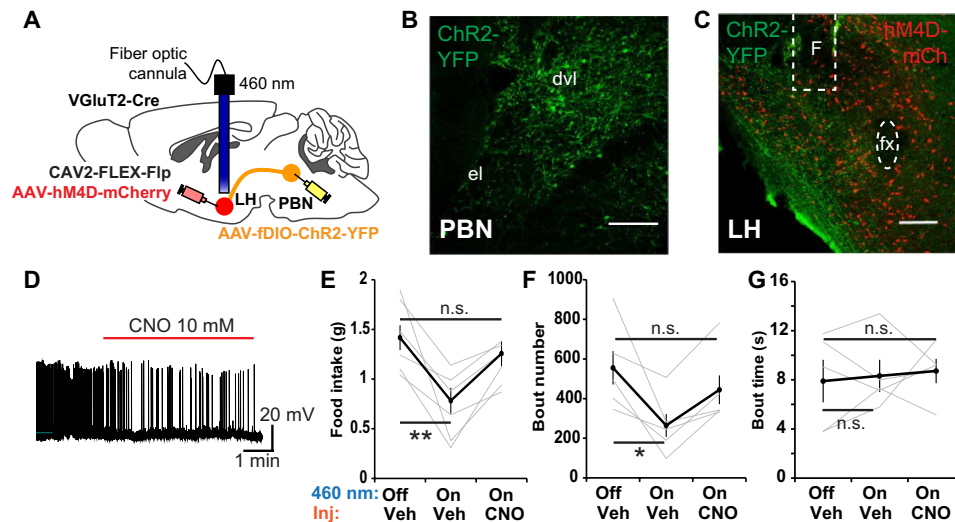 A
Fiber optic
cannula
460 nm
VGluT2-Cre
CAV2-FLEX-Flp
AAV-hM4D-mCherry
LH
PBN
AAV-fDIO-ChR2-YFP
B
ChR2-
YFP
dvl
el
PBN
C
ChR2-
YFP
F
hM4D-
mCh
fx
LH
D
CNO 10 mM
20 mV
1 min
E
Food intake (g)
2
1.5
1
0.5
0
n.s.
**
460 nm: Off On On
Inj: Veh Veh CNO
F
Bout number
1000
800
600
400
200
0
n.s.
*
Off On On
Veh Veh CNO
G
Bout time (s)
16
12
8
4
0
n.s.
n.s.
Off On On
Veh Veh CNO